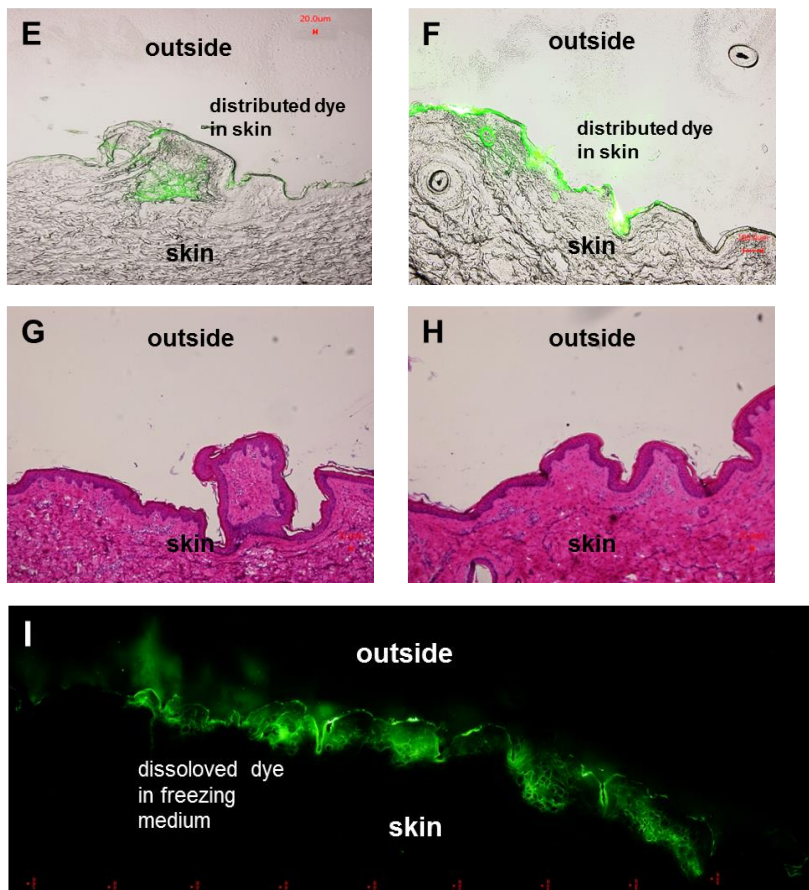 E
20.0um
outside
distributed dye
in skin
skin
F
outside
distributed dye
in skin
skin
G
outside
skin
H
outside
skin
I
outside
dissoloved dye
in freezing
medium
skin